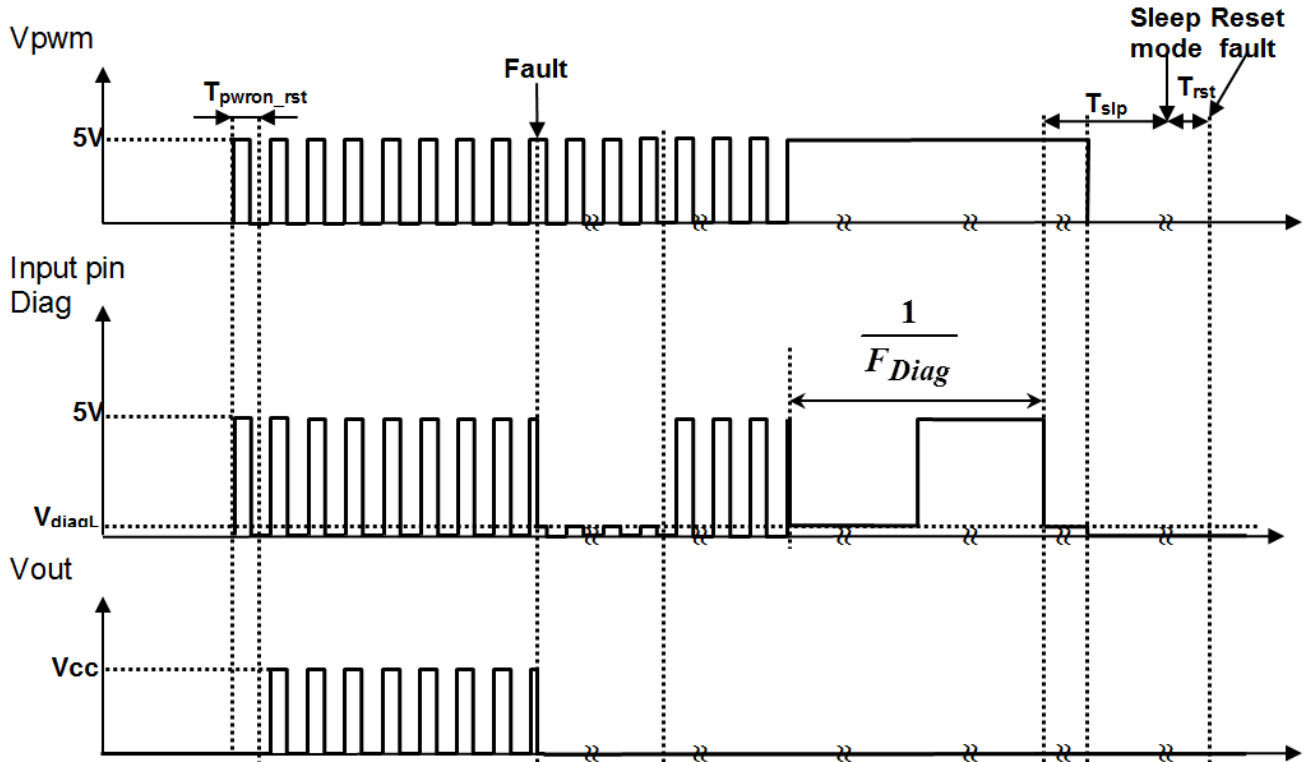 Vpwm
Sleep Reset
mode fault
Fault
Tpwron_rst
Trst
Tslp
5V
Input pin
Diag
1
FDiag
5V
VdiagL
Vout
Vcc